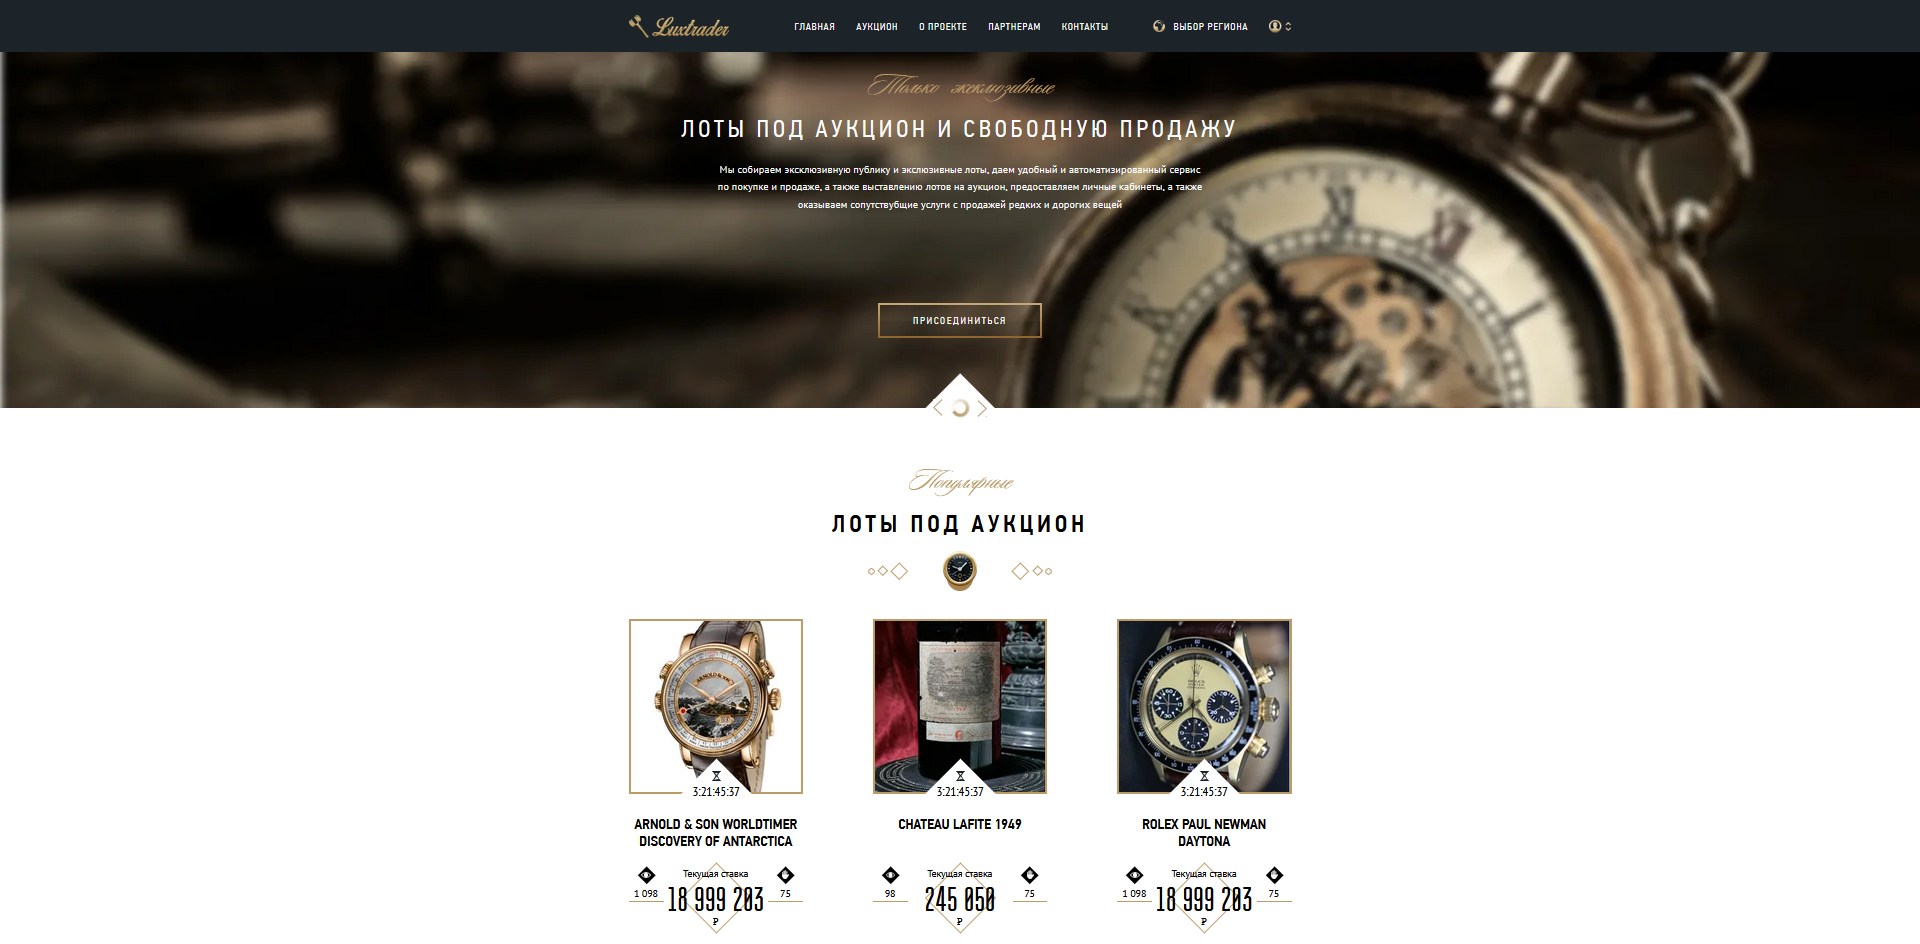 Luxtrader
ГЛАВНАЯ АУКЦИОН О ПРОЕКТЕ ПАРТНЕРАМ КОНТАКТЫ
ВЫБОР РЕГИОНА
Только эксклюзивные
ЛОТЫ ПОД АУКЦИОН И СВОБОДНУЮ ПРОДАЖУ
Мы собираем эксклюзивную публику и экслюзивные лоты, даем удобный и автоматизированный сервис
по покупке и продаже, а также выставлению лотов на аукцион, предоставляем личные кабинеты, а также
оказываем сопутствубщие услуги с продажей редких и дорогих вещей
ПРИСОЕДИНИТЬСЯ
Популярные
ЛОТЫ ПОД АУКЦИОН
ARNOLD & SON
3:21:45:37
ARNOLD & SON WORLDTIMER
DISCOVERY OF ANTARCTICA
1 098
Текущая ставка
18 999 203
₽
75
3:21:45:37
CHATEAU LAFITE 1949
98
Текущая ставка
245 050
₽
75
ROLEX
3:21:45:37
ROLEX PAUL NEWMAN
DAYTONA
1 098
Текущая ставка
18 999 203
₽
75